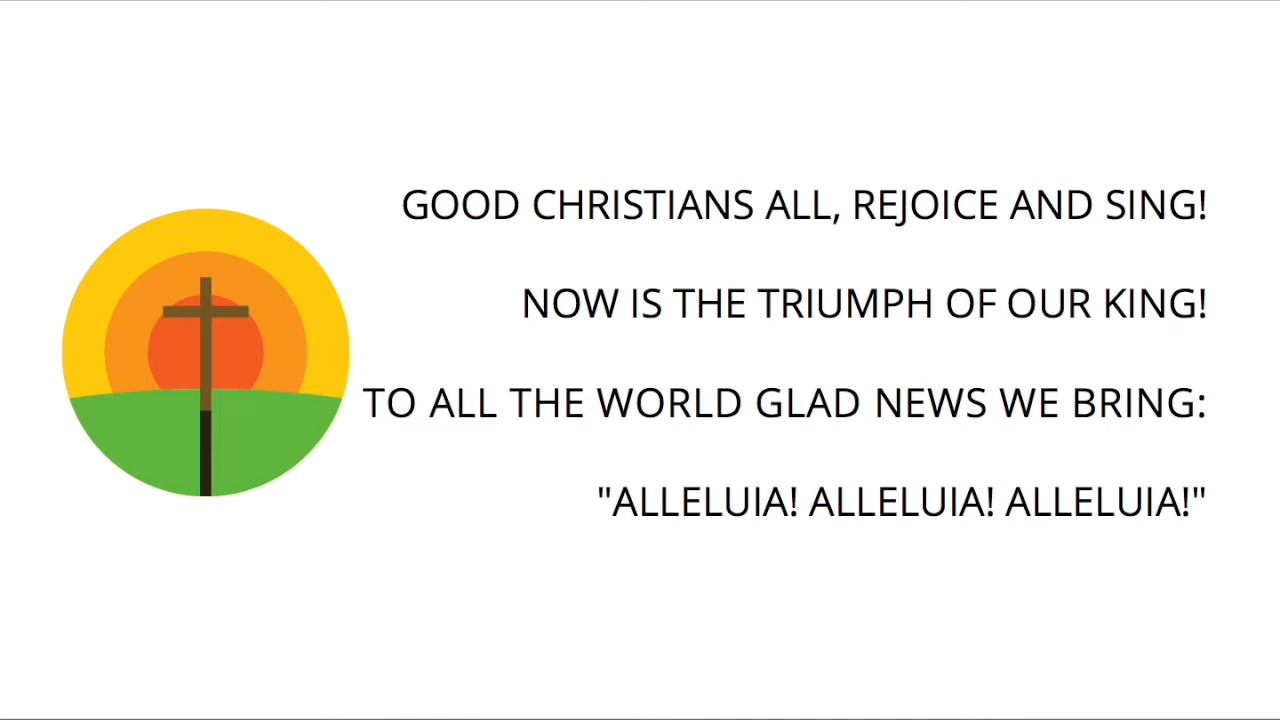 GOOD CHRISTIANS ALL, REJOICE AND SING!
NOW IS THE TRIUMPH OF OUR KING!
TO ALL THE WORLD GLAD NEWS WE BRING:
"ALLELUIA! ALLELUIA! ALLELUIA!"